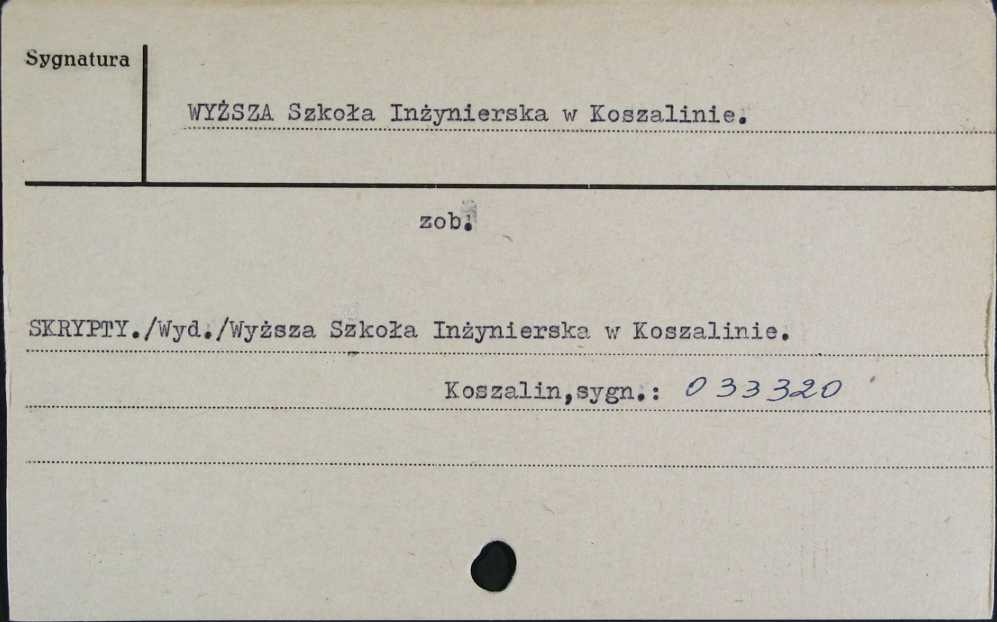 Sygnatura
WYŻSZA Szkoła Inżynierska w Koszalinie.
zob.
SKRYPTY./Wyd./Wyższa Szkoła Inżynierska w Koszalinie.
Koszalin,sygn.: 033320